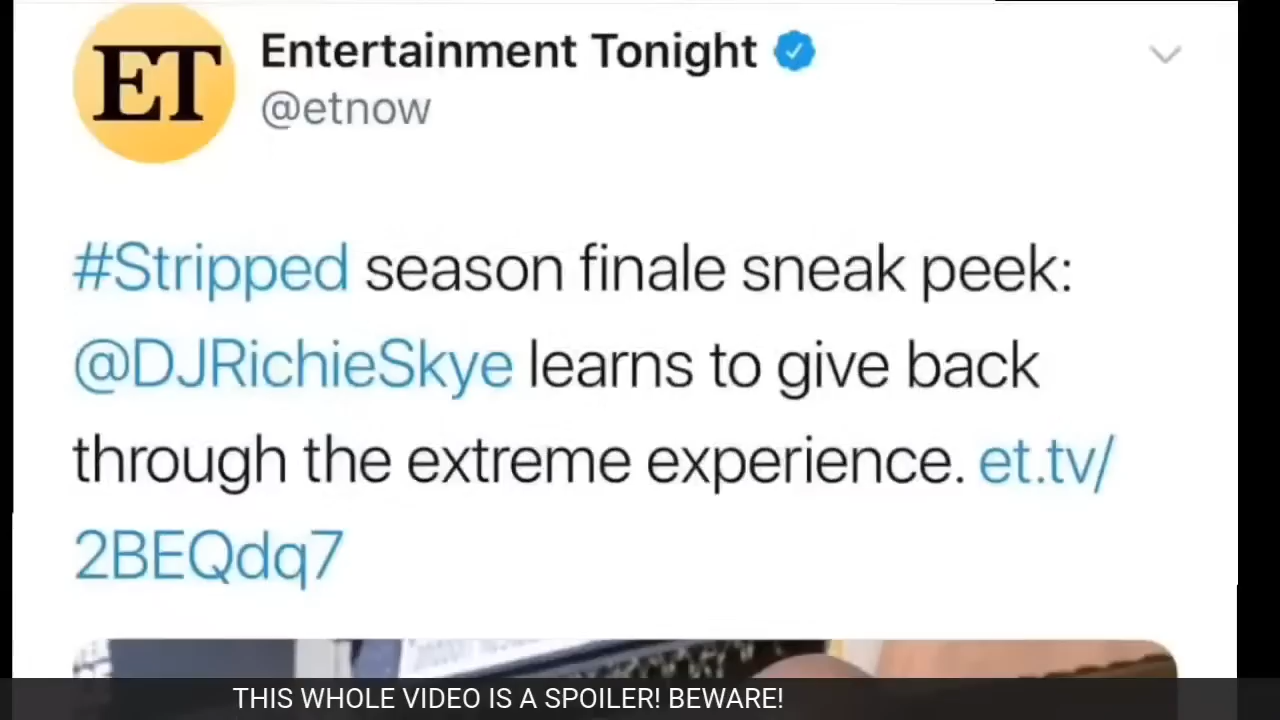 ET
Entertainment Tonight
@etnow
#Stripped season finale sneak peek:
@DJRichieSkye learns to give back
through the extreme experience. et.tv/
2BEQdq7
THIS WHOLE VIDEO IS A SPOILER! BEWARE!